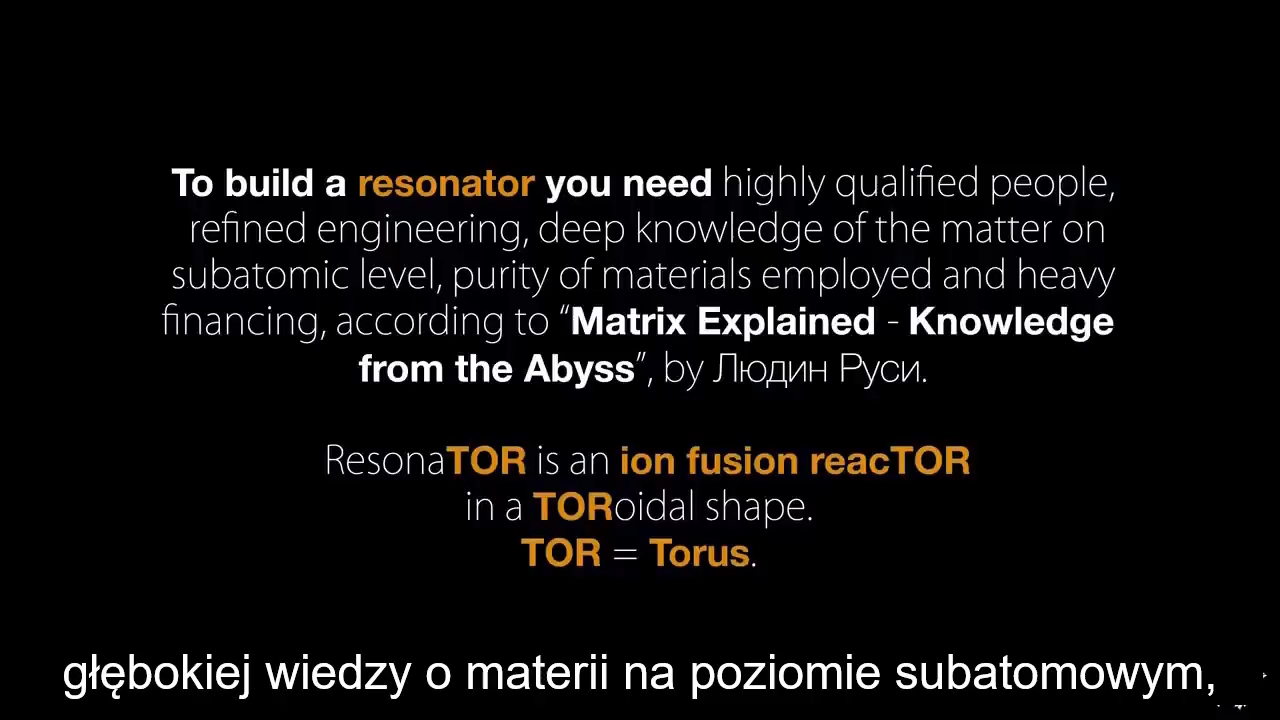 To build a resonator you need highly qualified people,
refined engineering, deep knowledge of the matter on
subatomic level, purity of materials employed and heavy
financing, according to “Matrix Explained - Knowledge
from the Abyss”, by Людин Руси.
ResonaTOR is an ion fusion reacTOR
in a TORoidal shape.
TOR = Torus.
głębokiej wiedzy o materii na poziomie subatomowym,